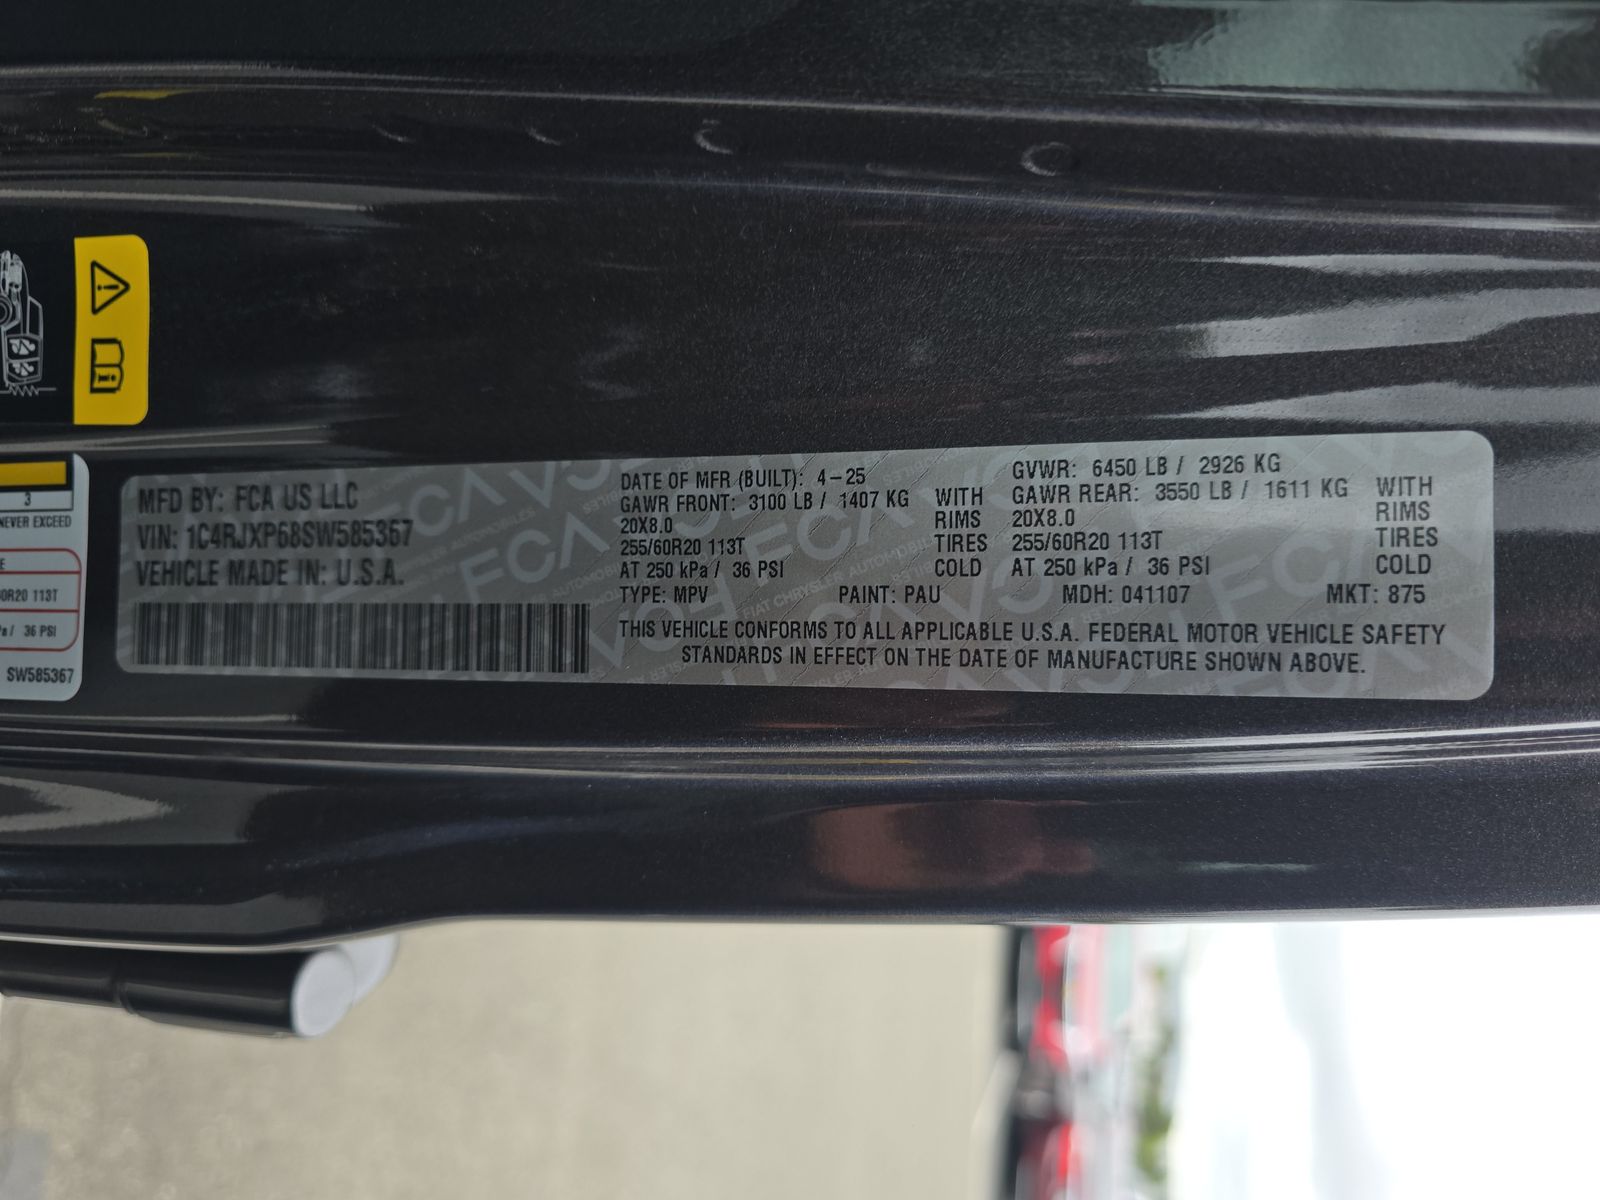 3
NEVER EXCEED
60R20 113T
/ 36 PSI
SW585367
MFD BY: FCA US LLC
VIN: 1C4RJXP68SW585367
VEHICLE MADE IN: U.S.A.
DATE OF MFR (BUILT): 4-25 GVWR: 6450 LB / 2926 KG
GAWR FRONT: 3100 LB / 1407 KG WITH GAWR REAR: 3550 LB / 1611 KG WITH
20X8.0 RIMS 20X8.0 RIMS
255/60R20 113T TIRES 255/60R20 113T TIRES
AT 250 kPa / 36 PSI COLD AT 250 kPa / 36 PSI COLD
TYPE: MPV PAINT: PAU MDH: 041107 MKT: 875
THIS VEHICLE CONFORMS TO ALL APPLICABLE U.S.A. FEDERAL MOTOR VEHICLE SAFETY
STANDARDS IN EFFECT ON THE DATE OF MANUFACTURE SHOWN ABOVE.